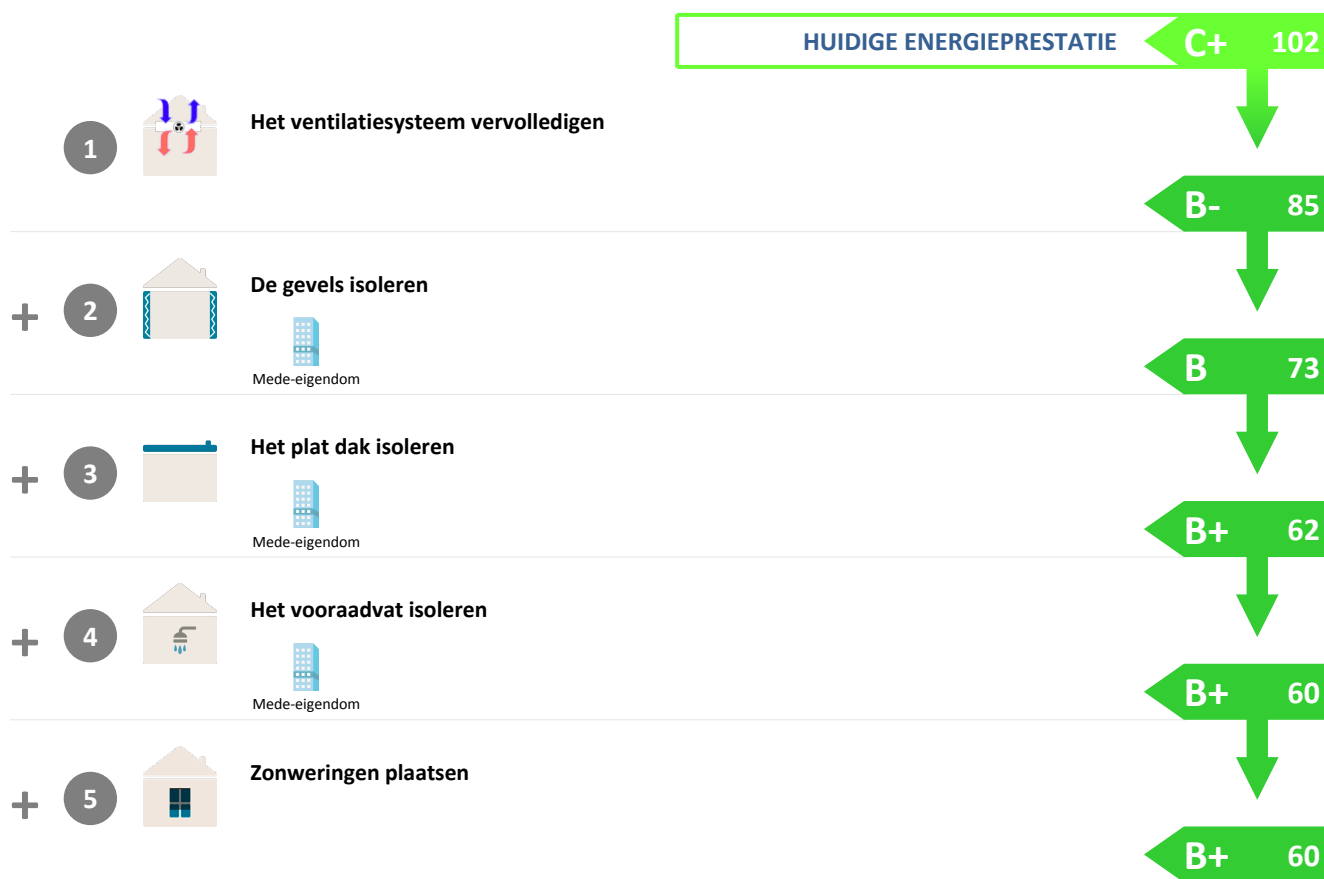 HUIDIGE ENERGIEPRESTATIE C+ 102
1 Het ventilatiesysteem vervolledigen
B- 85
+ 2 De gevels isoleren
Mede-eigendom
B 73
+ 3 Het plat dak isoleren
Mede-eigendom
B+ 62
+ 4 Het vooraadvat isoleren
Mede-eigendom
B+ 60
+ 5 Zonweringen plaatsen
B+ 60